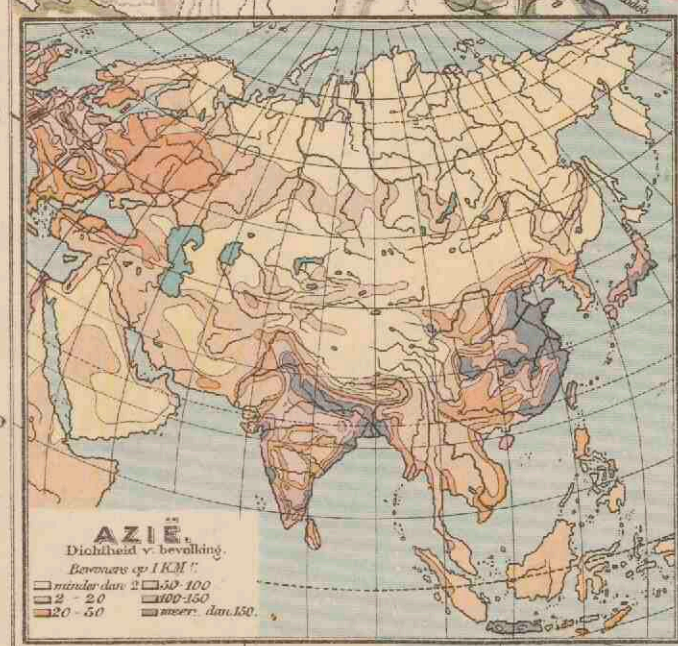 AZIË.
Dichtheid v. bevolking.
Bewoners op 1 KM²
minder dan 2 50-100
2 - 20 100-150
20 - 50 meer dan 150.